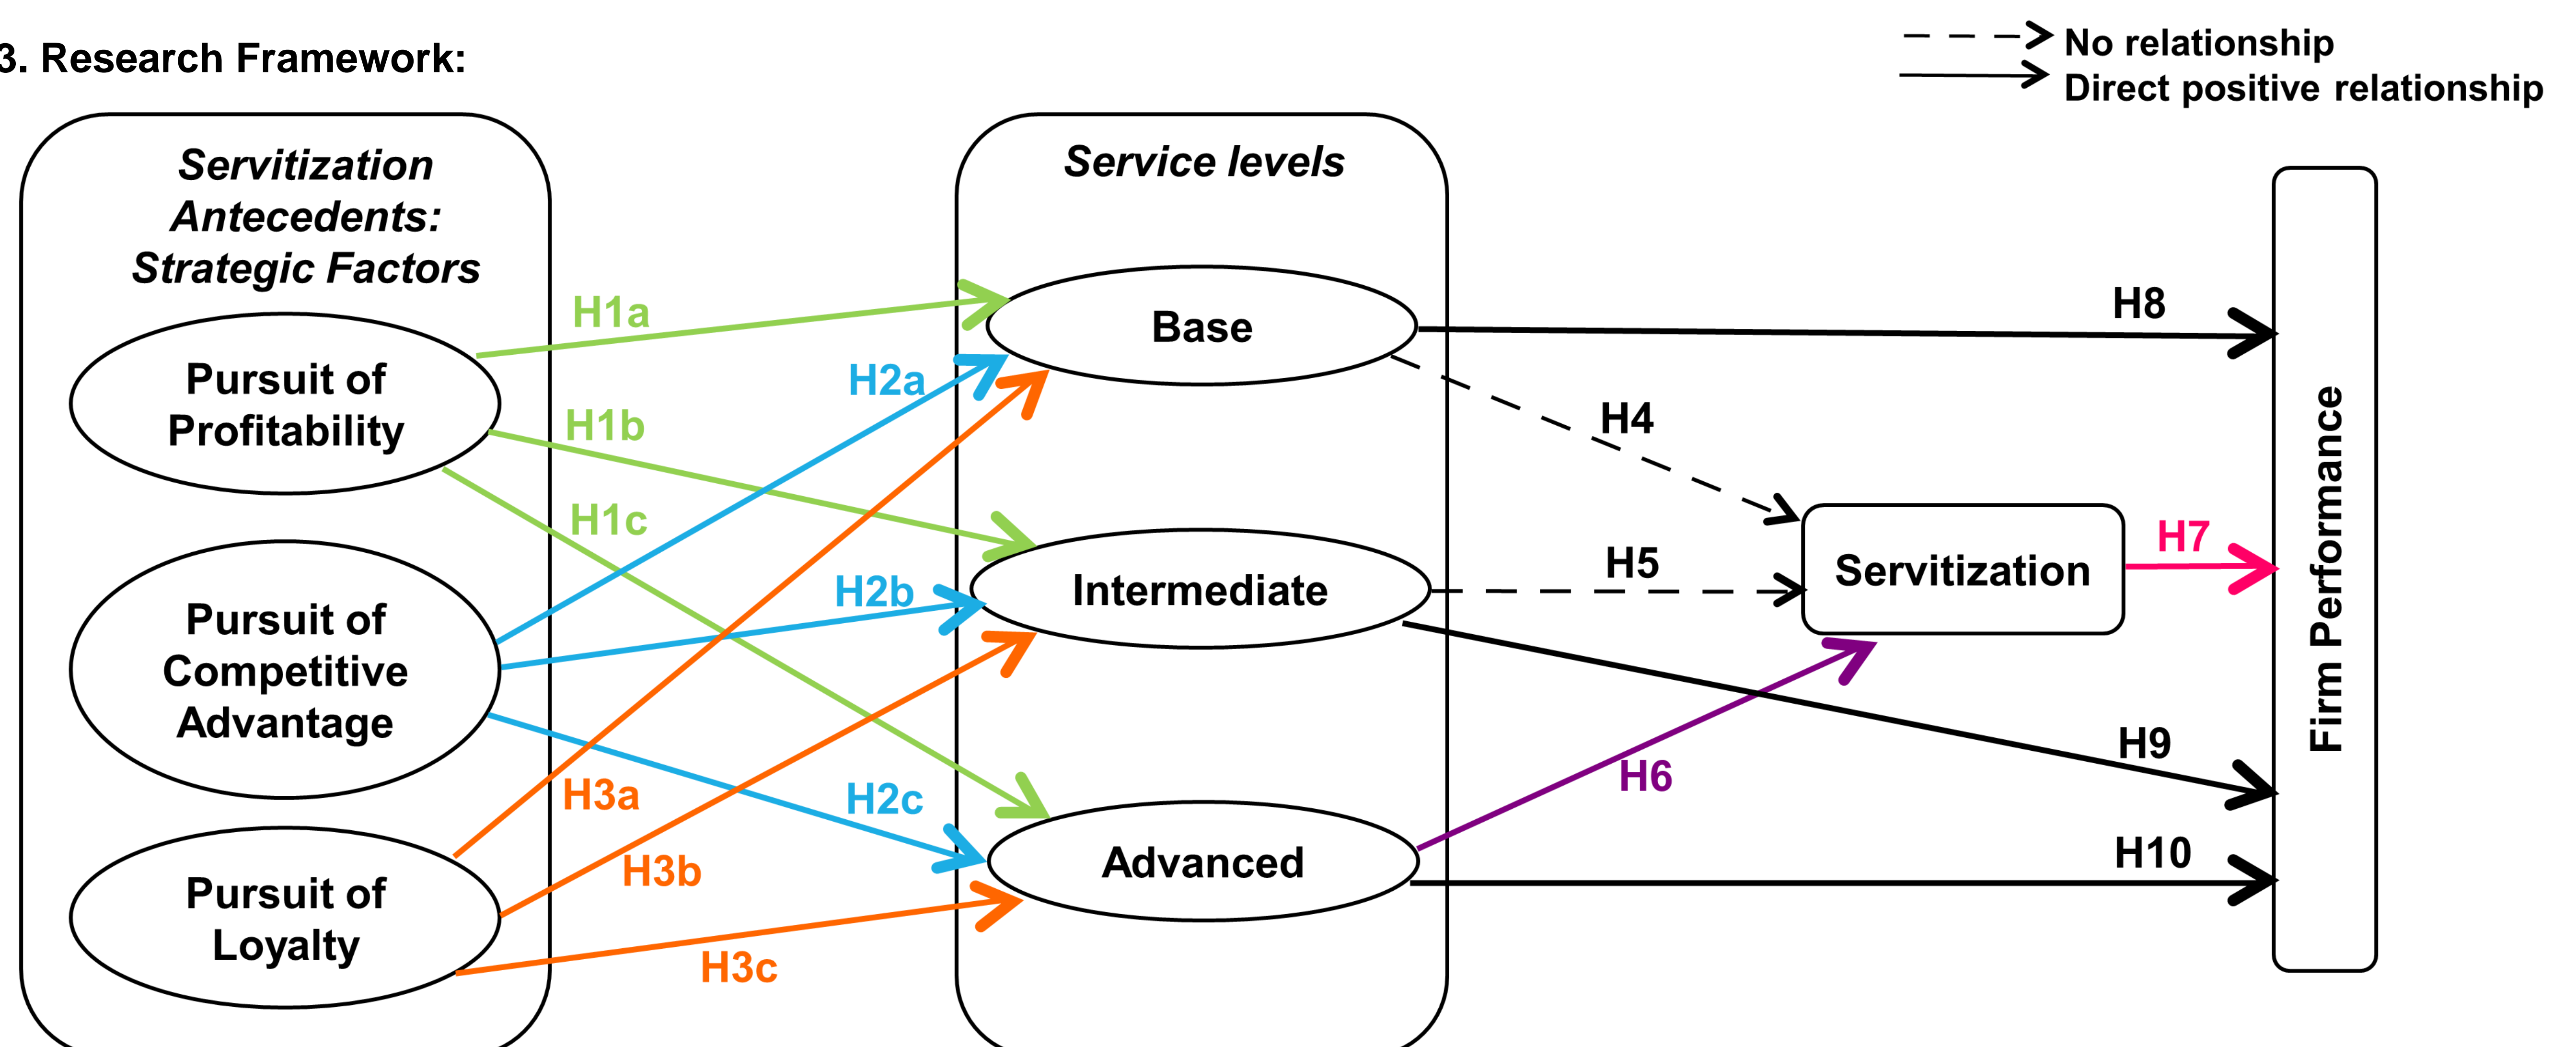 3. Research Framework:
No relationship
Direct positive relationship
Servitization
Antecedents:
Strategic Factors
Pursuit of
Profitability
Pursuit of
Competitive
Advantage
Pursuit of
Loyalty
H1a
H1b
H1c
H2a
H2b
H2c
H3a
H3b
H3c
Service levels
Base
Intermediate
Advanced
H4
H5
H6
Servitization
H7
H8
H9
H10
Firm Performance